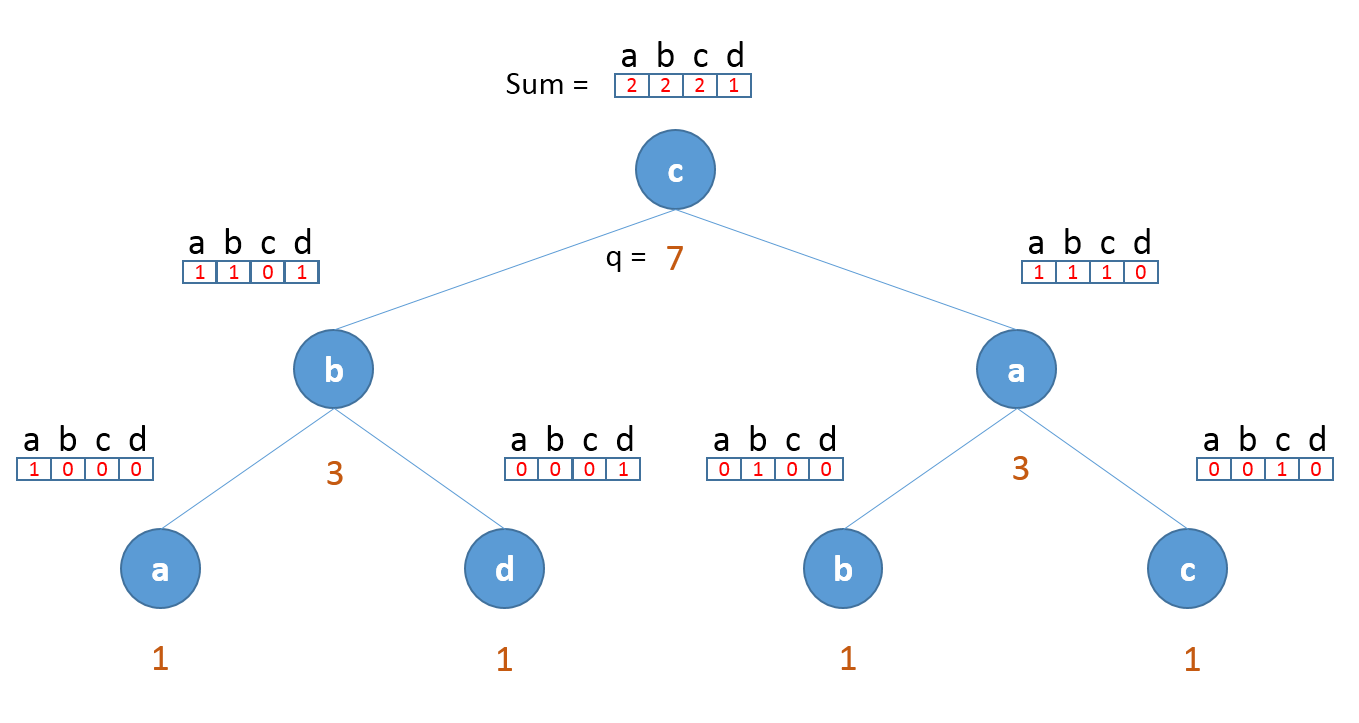 a b c d
Sum = 2 2 2 1
c
a b c d
1 1 0 1
q = 7
a b c d
1 1 1 0
b
a
a b c d
1 0 0 0
3
a b c d
0 0 0 1
a b c d
0 1 0 0
3
a b c d
0 0 1 0
a
d
b
c
1
1
1
1